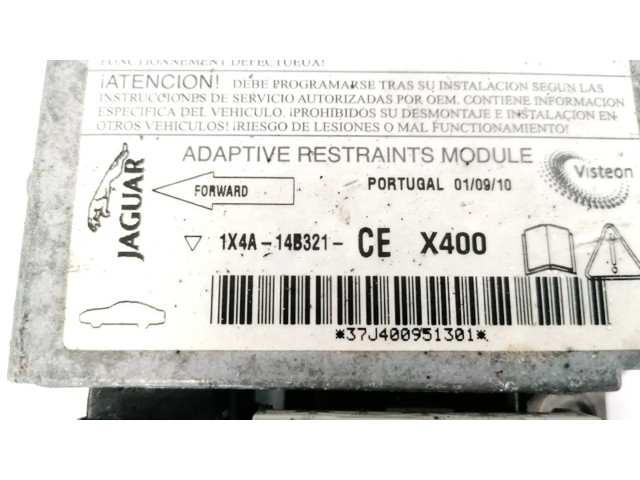 FONCTIONNEMENT DEFECTUEUX!
¡ATENCION! DEBE PROGRAMARSE TRAS SU INSTALACION SEGUN LAS
INSTRUCCIONES DE SERVICIO AUTORIZADAS POR OEM. CONTIENE INFORMACION
ESPECIFICA DEL VEHICULO. ¡PROHIBIDOS SU DESMONTAJE E INSTALACION EN
OTROS VEHICULOS! ¡RIESGO DE LESIONES O MAL FUNCIONAMIENTO!
ADAPTIVE RESTRAINTS MODULE
Visteon
JAGUAR
FORWARD
PORTUGAL 01/09/10
1X4A-14B321- CE X400
*37J400951301*